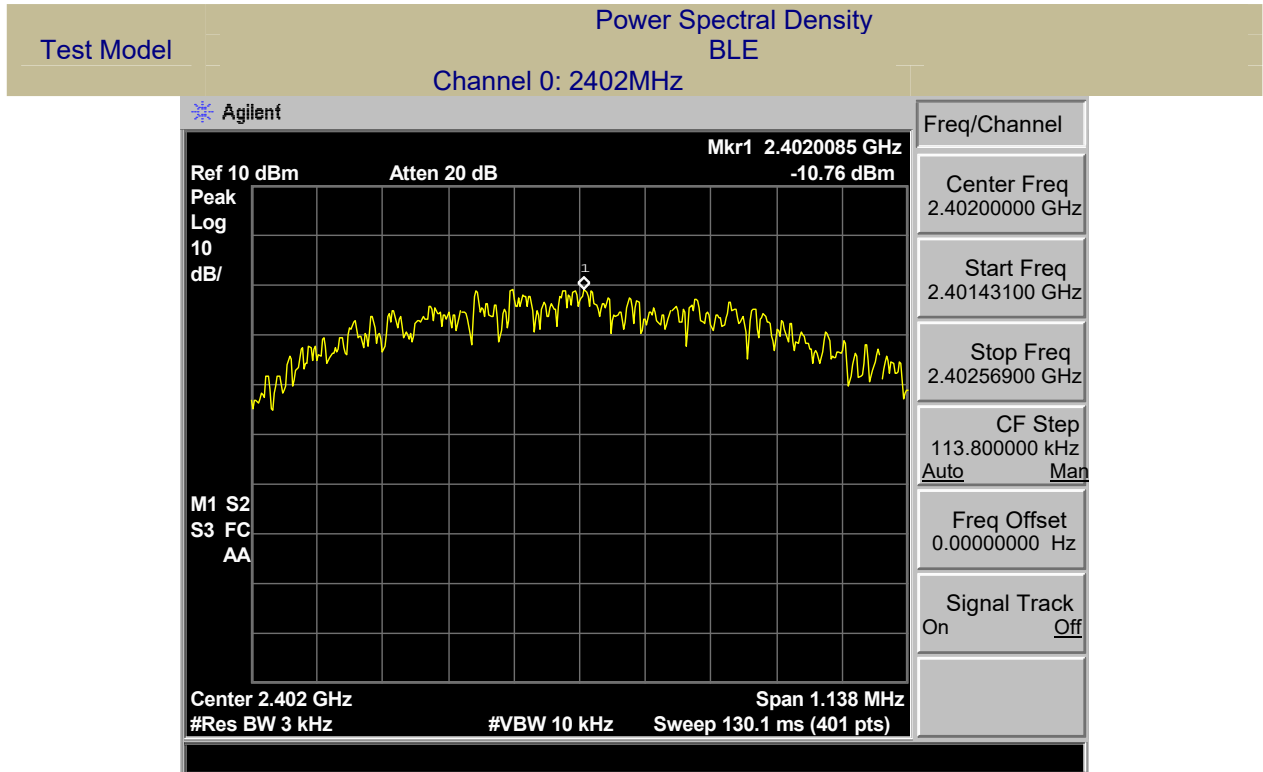 Power Spectral Density
Test Model
BLE
Channel 0: 2402MHz
Agilent
Freq/Channel
Mkr1 2.4020085 GHz
Ref 10 dBm Atten 20 dB -10.76 dBm
Peak
Log
10
dB/
1
M1 S2
S3 FC
AA
Center 2.402 GHz Span 1.138 MHz
#Res BW 3 kHz #VBW 10 kHz Sweep 130.1 ms (401 pts)
Center Freq
2.40200000 GHz
Start Freq
2.40143100 GHz
Stop Freq
2.40256900 GHz
CF Step
113.800000 kHz
Auto Man
Freq Offset
0.00000000 Hz
Signal Track
On Off